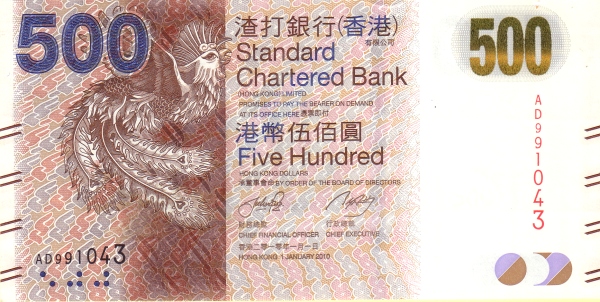 500
渣打銀行(香港)
有限公司
Standard
Chartered Bank
(HONG KONG) LIMITED
PROMISES TO PAY THE BEARER ON DEMAND
AT ITS OFFICE HERE 憑票即付
港幣伍佰圓
Five Hundred
HONG KONG DOLLARS
承董事會命 BY ORDER OF THE BOARD OF DIRECTORS
財務總監 行政總裁
CHIEF FINANCIAL OFFICER CHIEF EXECUTIVE
香港二〇一〇年一月一日
HONG KONG 1 JANUARY 2010
AD991043
500
AD991043